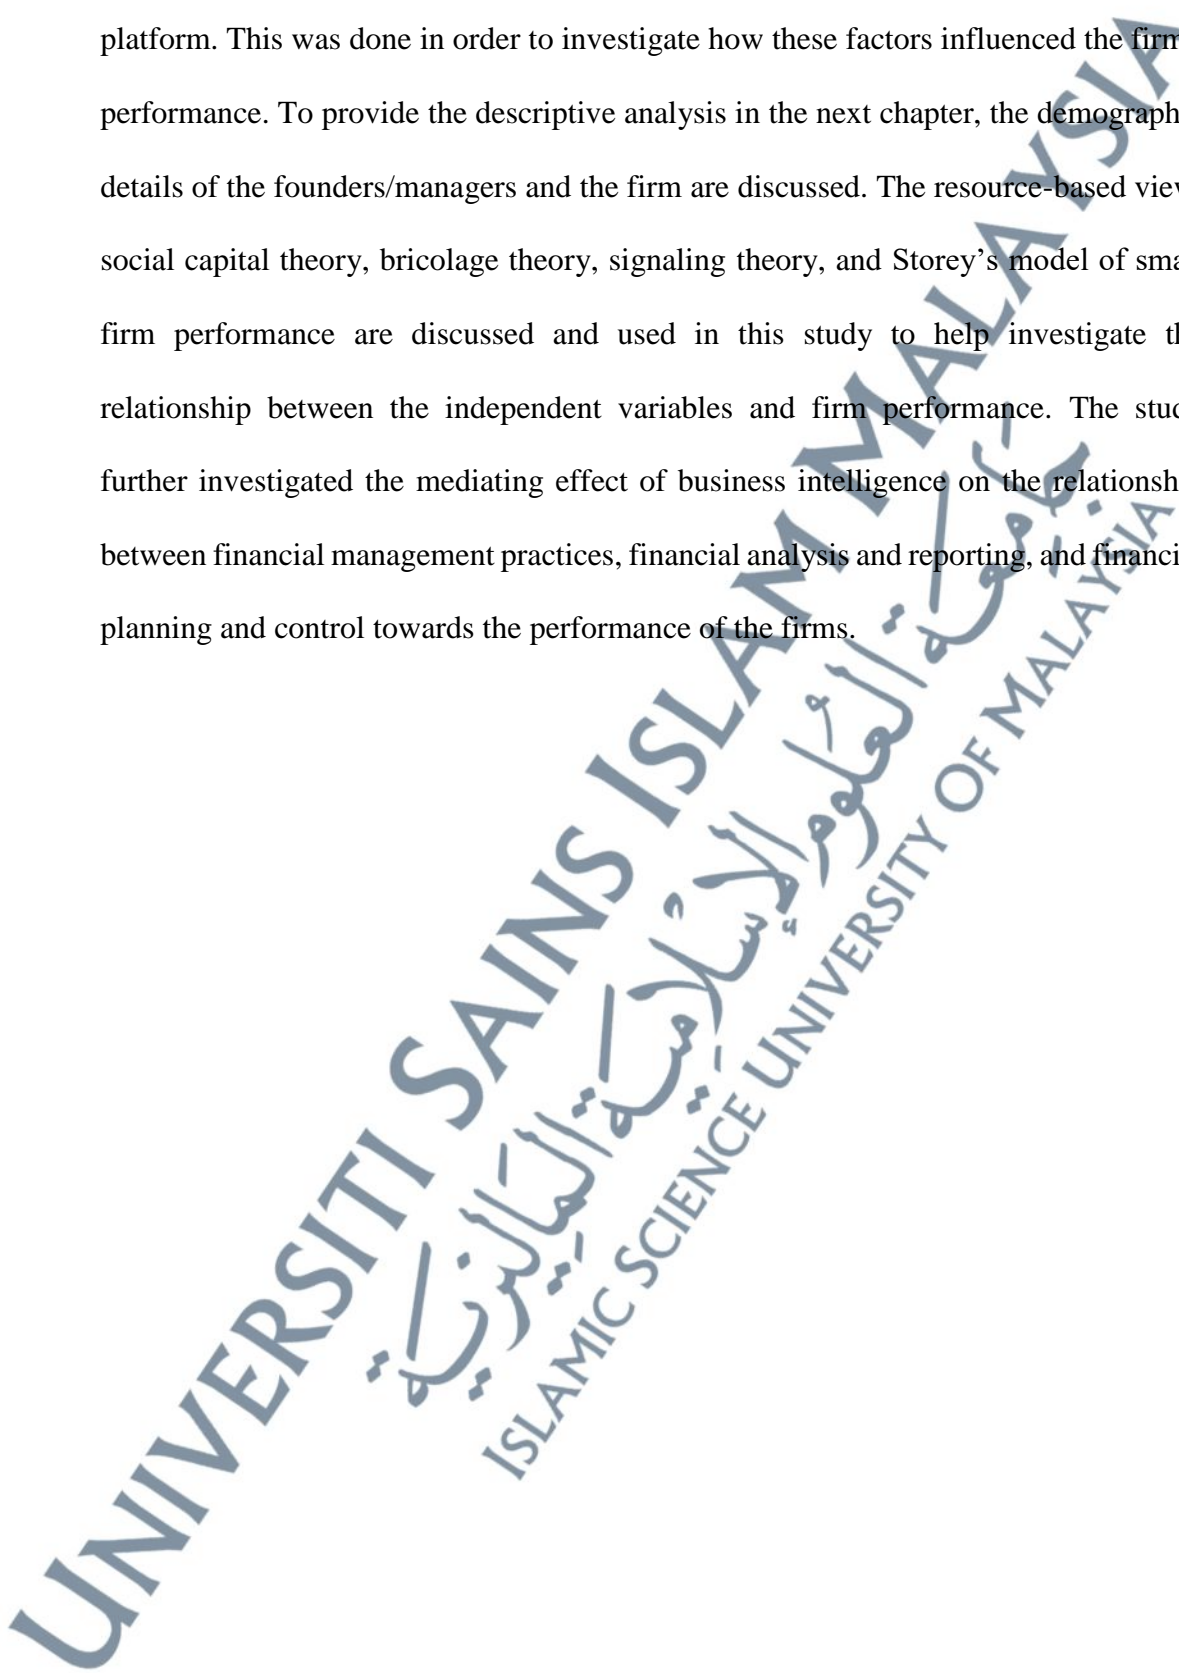 platform. This was done in order to investigate how these factors influenced the firm
performance. To provide the descriptive analysis in the next chapter, the demograph
details of the founders/managers and the firm are discussed. The resource-based view
social capital theory, bricolage theory, signaling theory, and Storey’s model of sma
firm performance are discussed and used in this study to help investigate th
relationship between the independent variables and firm performance. The stud
further investigated the mediating effect of business intelligence on the relationsh
between financial management practices, financial analysis and reporting, and financi
planning and control towards the performance of the firms.
UNIVERSITI SAINS ISLAM MALAYSIA
جامعة العلوم الإسلامية الماليزية
ISLAMIC SCIENCE UNIVERSITY OF MALAYSIA